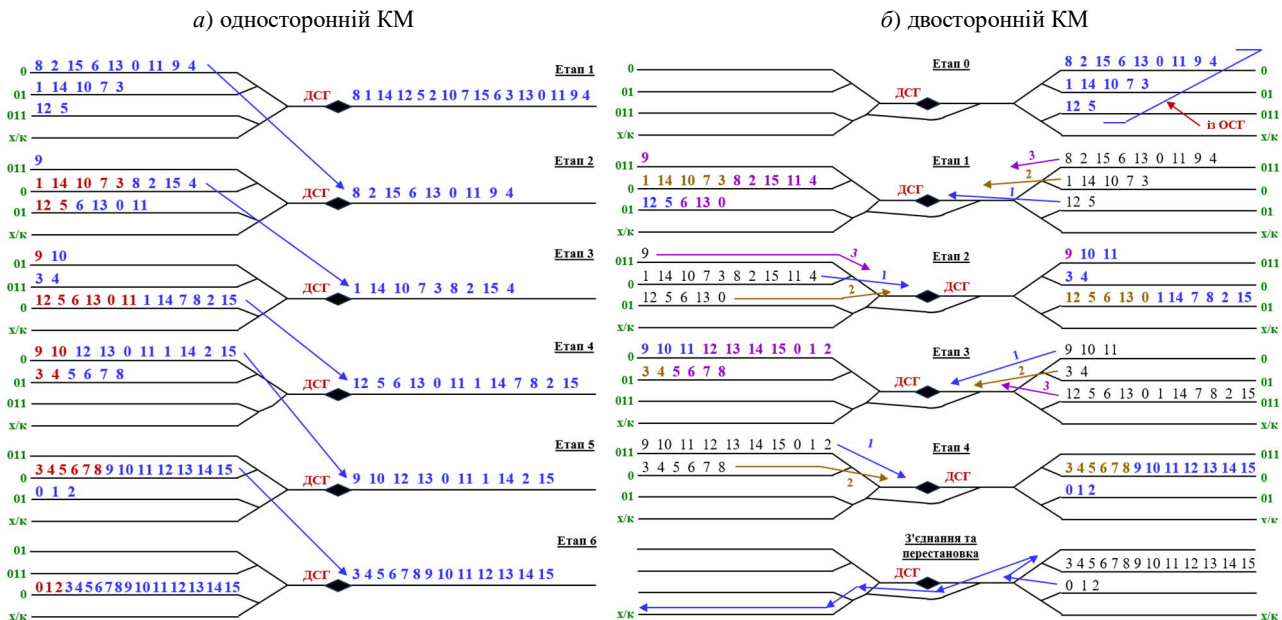 а) односторонній КМ
Етап 1
0 8 2 15 6 13 0 11 9 4
01 1 14 10 7 3
ДСГ 8 1 14 12 5 2 10 7 15 6 3 13 0 11 9 4
011 12 5
х/к
Етап 2
011 9
0 1 14 10 7 3 8 2 15 4
ДСГ 8 2 15 6 13 0 11 9 4
01 12 5 6 13 0 11
х/к
Етап 3
01 9 10
011 3 4
ДСГ 1 14 10 7 3 8 2 15 4
0 12 5 6 13 0 11 1 14 7 8 2 15
х/к
Етап 4
0 9 10 12 13 0 11 1 14 2 15
01 3 4 5 6 7 8
ДСГ 12 5 6 13 0 11 1 14 7 8 2 15
011
х/к
Етап 5
011
0 3 4 5 6 7 8 9 10 11 12 13 14 15
ДСГ 9 10 12 13 0 11 1 14 2 15
01 0 1 2
х/к
Етап 6
01
011
ДСГ 3 4 5 6 7 8 9 10 11 12 13 14 15
0 0 1 2 3 4 5 6 7 8 9 10 11 12 13 14 15
х/к
б) двосторонній КМ
Етап 0
0 8 2 15 6 13 0 11 9 4 0
01 ДСГ 1 14 10 7 3 01
011 12 5 011
із ОСГ
х/к х/к
Етап 1
011 9 3 8 2 15 6 13 0 11 9 4 011
0 1 14 10 7 3 8 2 15 11 4 ДСГ 2 1 14 10 7 3 0
01 12 5 6 13 0 1 12 5 01
х/к х/к
Етап 2
011 9 3 9 10 11 011
0 1 14 10 7 3 8 2 15 11 4 1 ДСГ 3 4 0
01 12 5 6 13 0 2 12 5 6 13 0 1 14 7 8 2 15 01
х/к х/к
Етап 3
0 9 10 11 12 13 14 15 0 1 2 1 9 10 11 0
01 3 4 5 6 7 8 ДСГ 2 3 4 01
011 3 12 5 6 13 0 1 14 7 8 2 15 011
х/к х/к
Етап 4
011 9 10 11 12 13 14 15 0 1 2 1 011
0 3 4 5 6 7 8 2 ДСГ 3 4 5 6 7 8 9 10 11 12 13 14 15 0
01 0 1 2 01
х/к х/к
З'єднання та
перестановка
ДСГ 3 4 5 6 7 8 9 10 11 12 13 14 15
0 1 2
х/к х/к